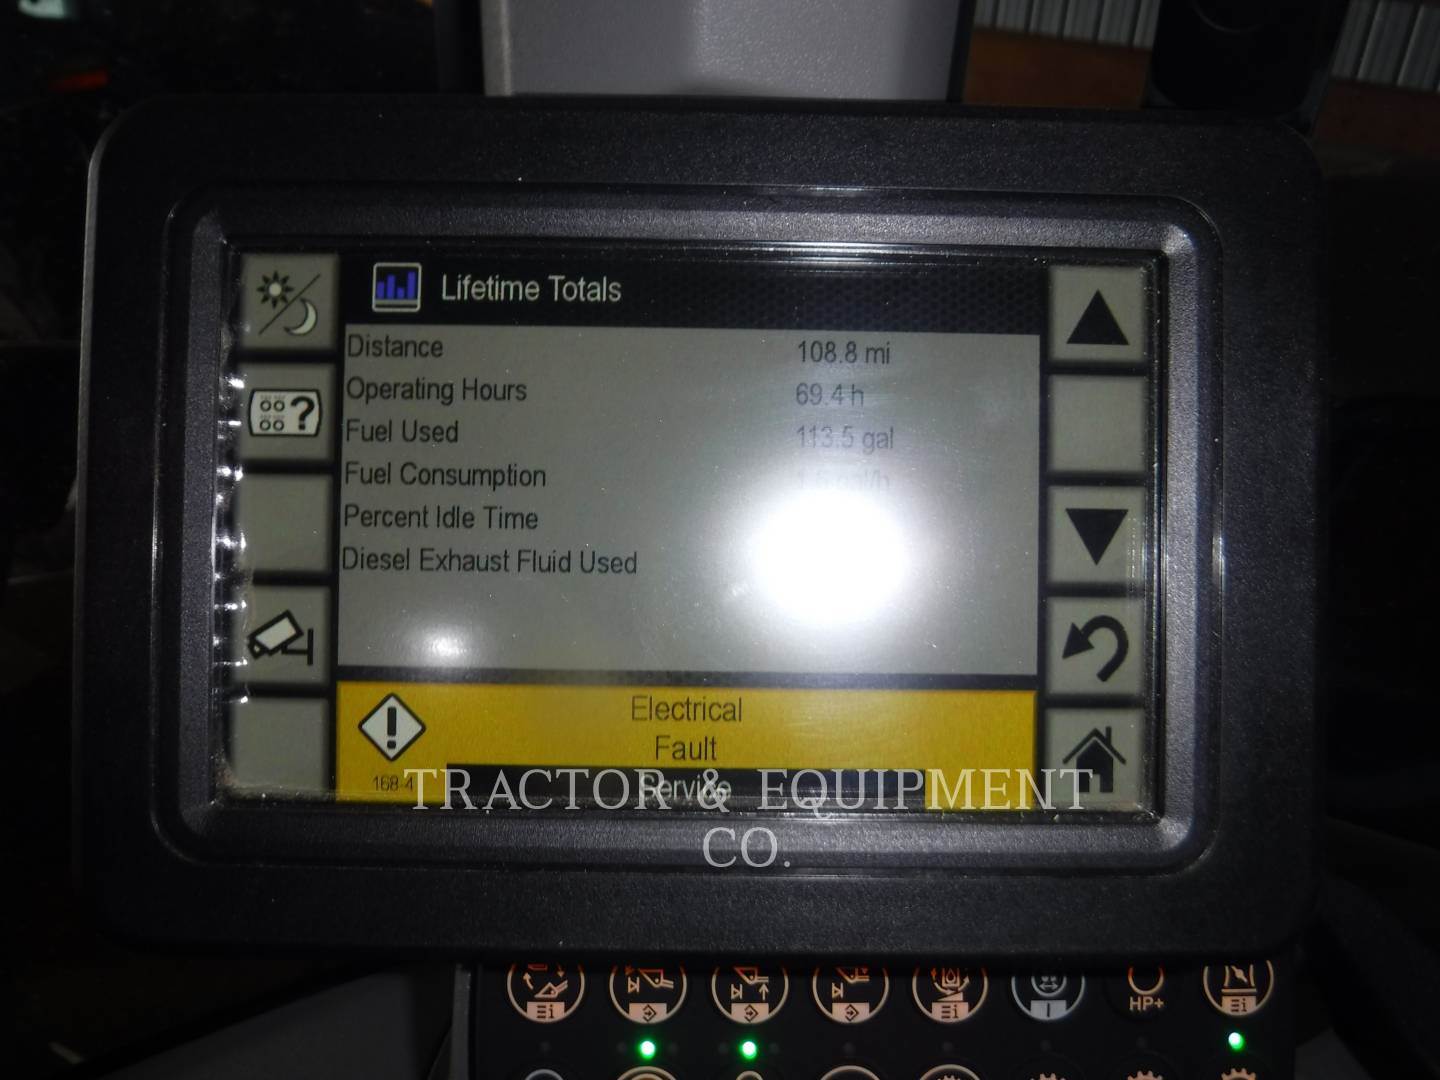 Lifetime Totals
Distance 108.8 mi
Operating Hours 69.4 h
Fuel Used 113.5 gal
Fuel Consumption
Percent Idle Time
Diesel Exhaust Fluid Used
?
!
Electrical
Fault
168-4 Service
TRACTOR & EQUIPMENT
CO.
HP+